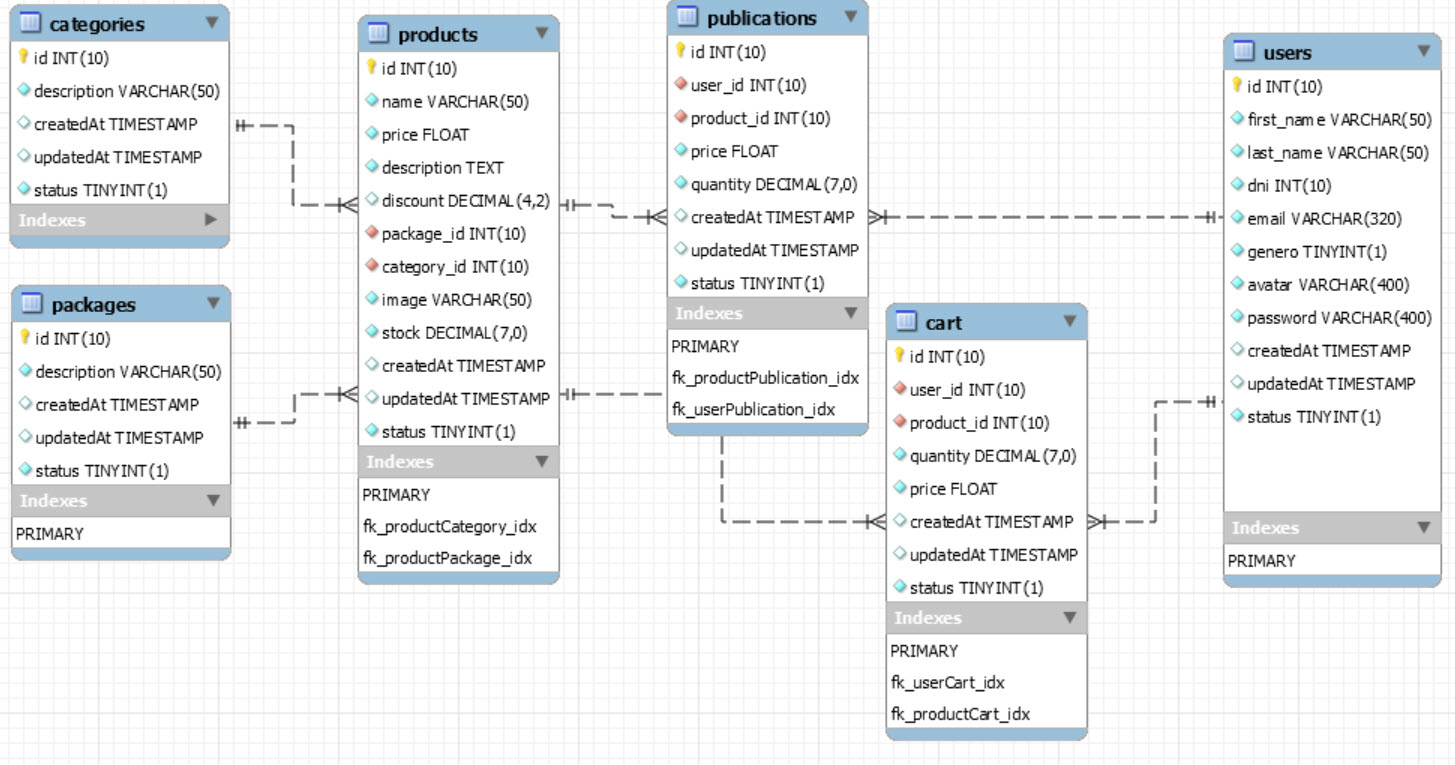 categories
id INT(10)
description VARCHAR(50)
createdAt TIMESTAMP
updatedAt TIMESTAMP
status TINYINT(1)
Indexes
packages
id INT(10)
description VARCHAR(50)
createdAt TIMESTAMP
updatedAt TIMESTAMP
status TINYINT(1)
Indexes
PRIMARY
products
id INT(10)
name VARCHAR(50)
price FLOAT
description TEXT
discount DECIMAL(4,2)
package_id INT(10)
category_id INT(10)
image VARCHAR(50)
stock DECIMAL(7,0)
createdAt TIMESTAMP
updatedAt TIMESTAMP
status TINYINT(1)
Indexes
PRIMARY
fk_productCategory_idx
fk_productPackage_idx
publications
id INT(10)
user_id INT(10)
product_id INT(10)
price FLOAT
quantity DECIMAL(7,0)
createdAt TIMESTAMP
updatedAt TIMESTAMP
status TINYINT(1)
Indexes
PRIMARY
fk_productPublication_idx
fk_userPublication_idx
cart
id INT(10)
user_id INT(10)
product_id INT(10)
quantity DECIMAL(7,0)
price FLOAT
createdAt TIMESTAMP
updatedAt TIMESTAMP
status TINYINT(1)
Indexes
PRIMARY
fk_userCart_idx
fk_productCart_idx
users
id INT(10)
first_name VARCHAR(50)
last_name VARCHAR(50)
dni INT(10)
email VARCHAR(320)
genero TINYINT(1)
avatar VARCHAR(400)
password VARCHAR(400)
createdAt TIMESTAMP
updatedAt TIMESTAMP
status TINYINT(1)
Indexes
PRIMARY